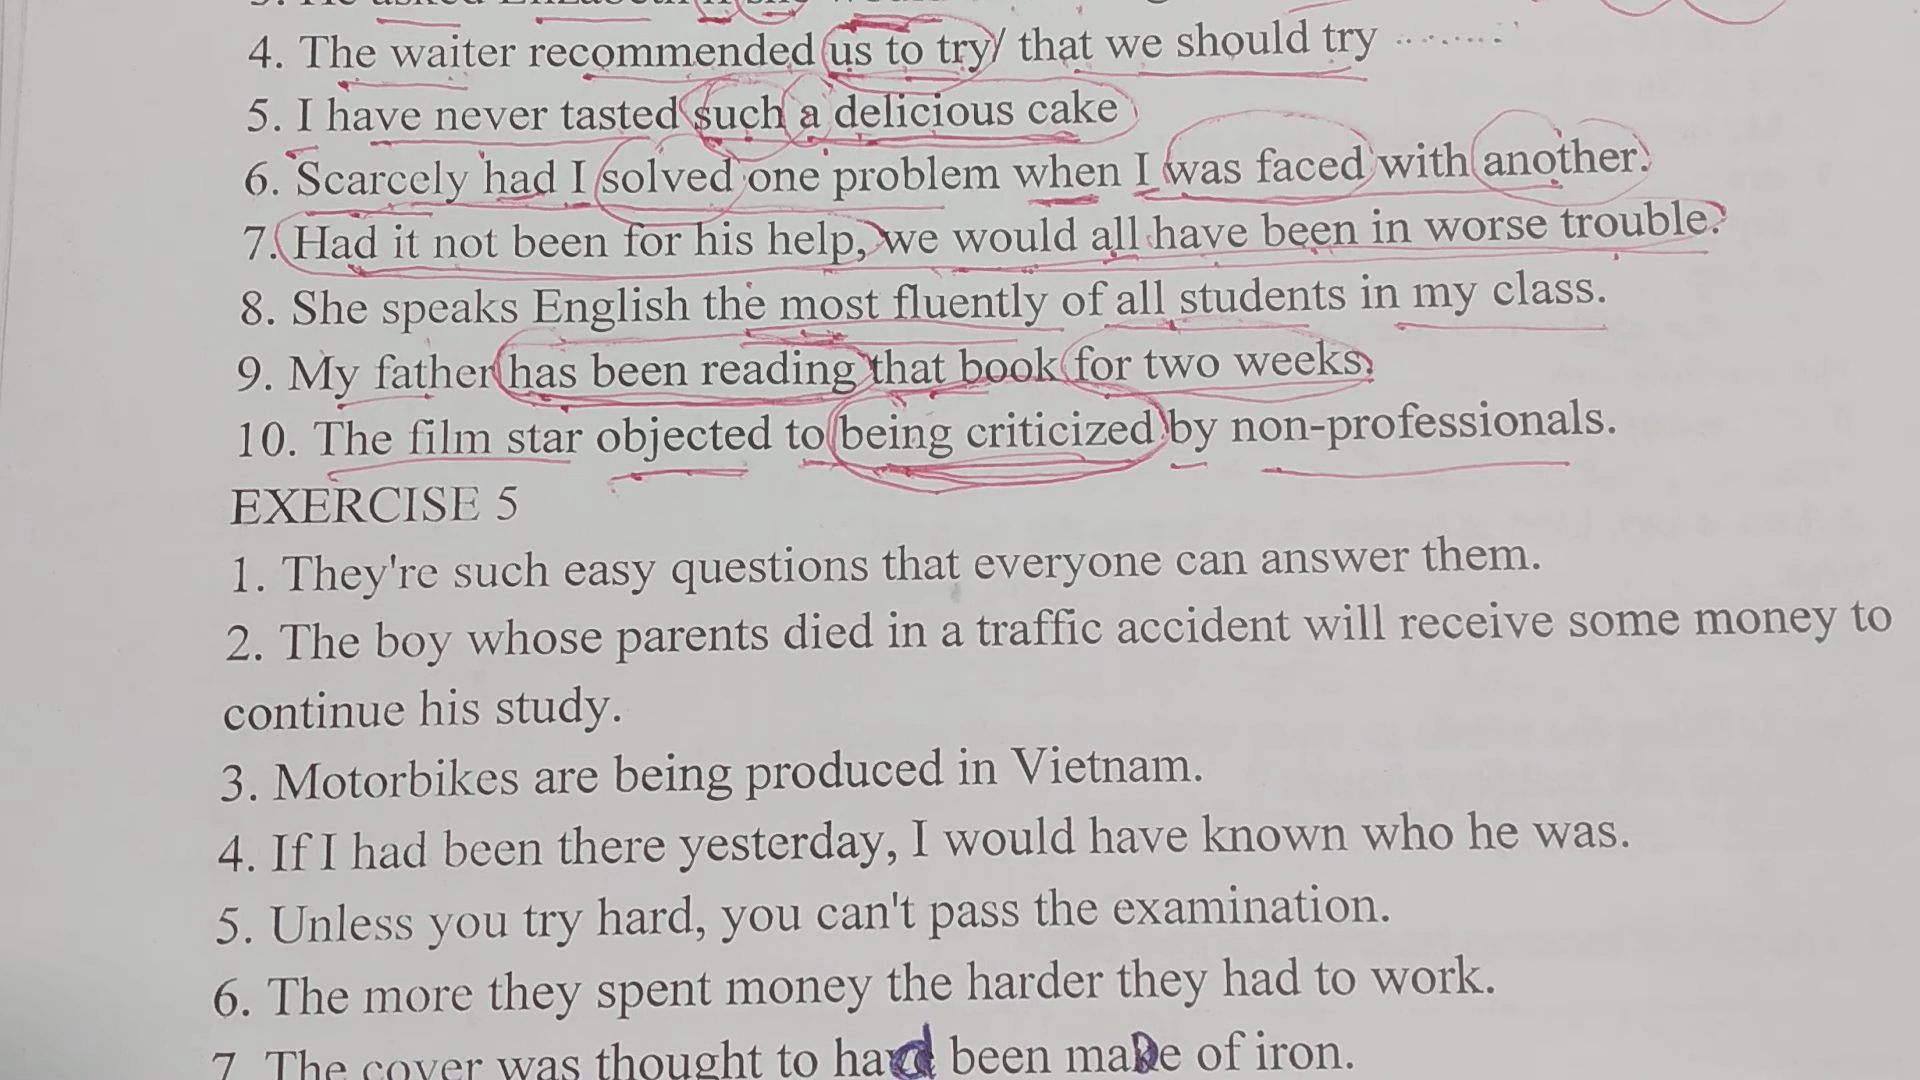 4. The waiter recommended us to try/ that we should try ..........
5. I have never tasted such a delicious cake
6. Scarcely had I solved one problem when I was faced with another.
7. Had it not been for his help, we would all have been in worse trouble.
8. She speaks English the most fluently of all students in my class.
9. My father has been reading that book for two weeks.
10. The film star objected to being criticized by non-professionals.
EXERCISE 5
1. They're such easy questions that everyone can answer them.
2. The boy whose parents died in a traffic accident will receive some money to
continue his study.
3. Motorbikes are being produced in Vietnam.
4. If I had been there yesterday, I would have known who he was.
5. Unless you try hard, you can't pass the examination.
6. The more they spent money the harder they had to work.
7. The cover was thought to had been made of iron.